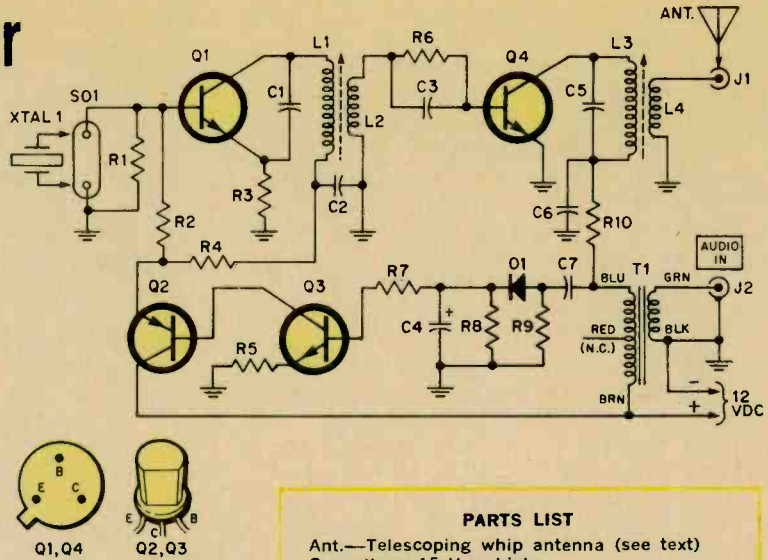 r
ANT.
Q1
L1
R6
Q4
L3
J1
XTAL 1
SO1
C1
C3
C5
L2
L4
R1
R3
C2
R2
C6
R10
R4
AUDIO
IN
Q2
Q3
R7
D1
C7
T1
BLU
GRN
J2
C4
+
R8
R9
RED
(N.C.)
BLK
R5
BRN
-
+
12
VDC
B
E
C
E
C
B
Q1,Q4
Q2,Q3
PARTS LIST
Ant.—Telescoping whip antenna (see text)